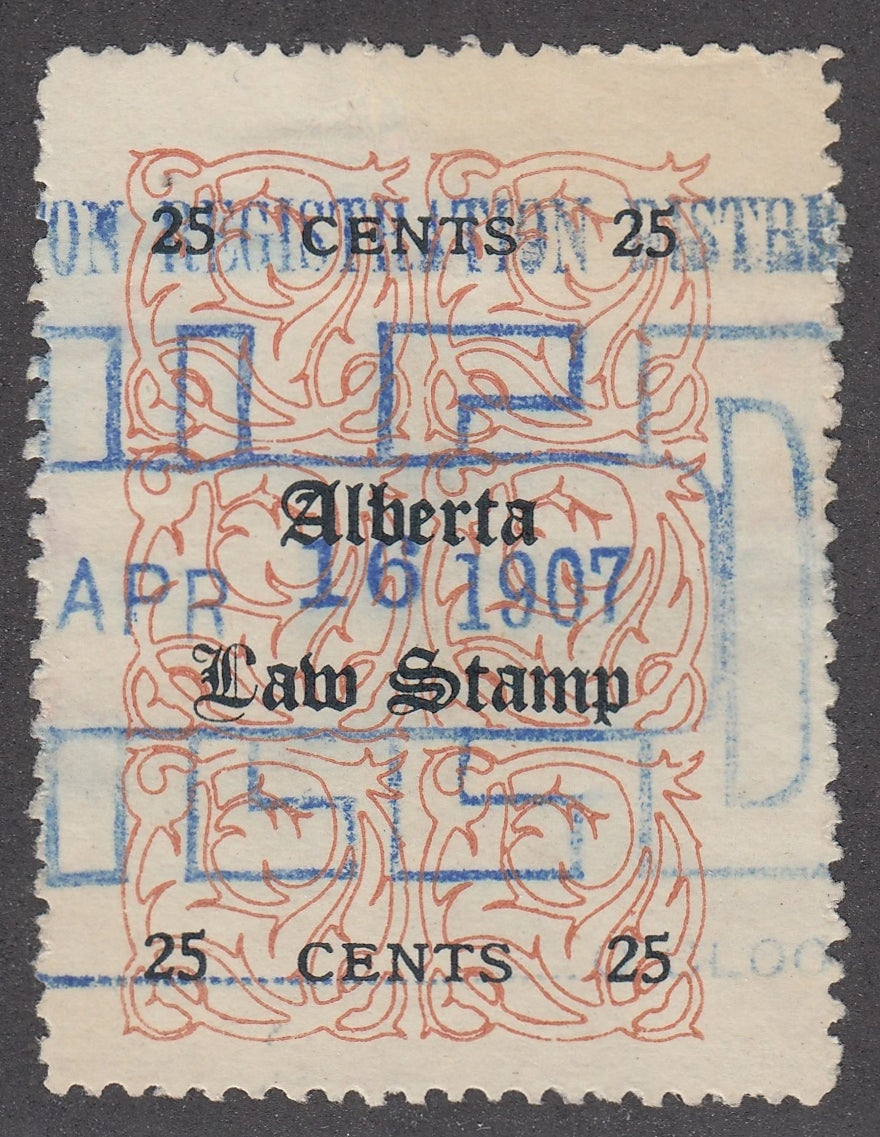 25 CENTS 25
ON REGISTRATION DISTR
Alberta
APR 16 1907
Law Stamp
25 CENTS 25